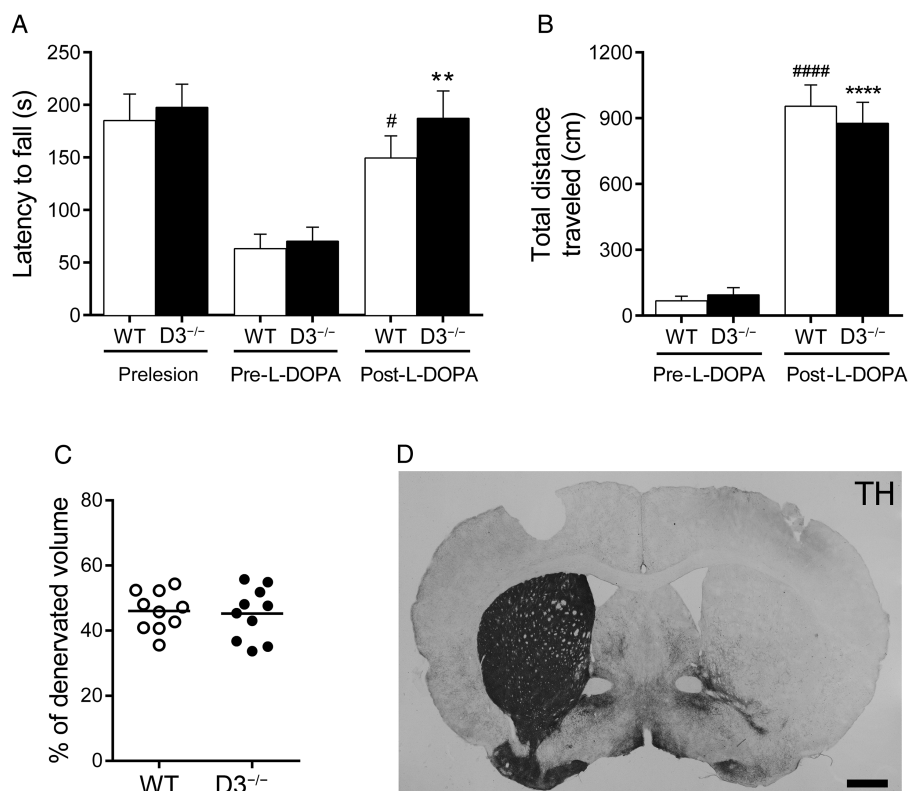 A
Latency to fall (s)
250
200
150
100
50
0
#
**
WT D3⁻/⁻ WT D3⁻/⁻ WT D3⁻/⁻
Prelesion Pre-L-DOPA Post-L-DOPA
B
Total distance
traveled (cm)
1200
900
600
300
0
####
****
WT D3⁻/⁻ WT D3⁻/⁻
Pre-L-DOPA Post-L-DOPA
C
% of denervated volume
80
60
40
20
0
WT D3⁻/⁻
D
TH